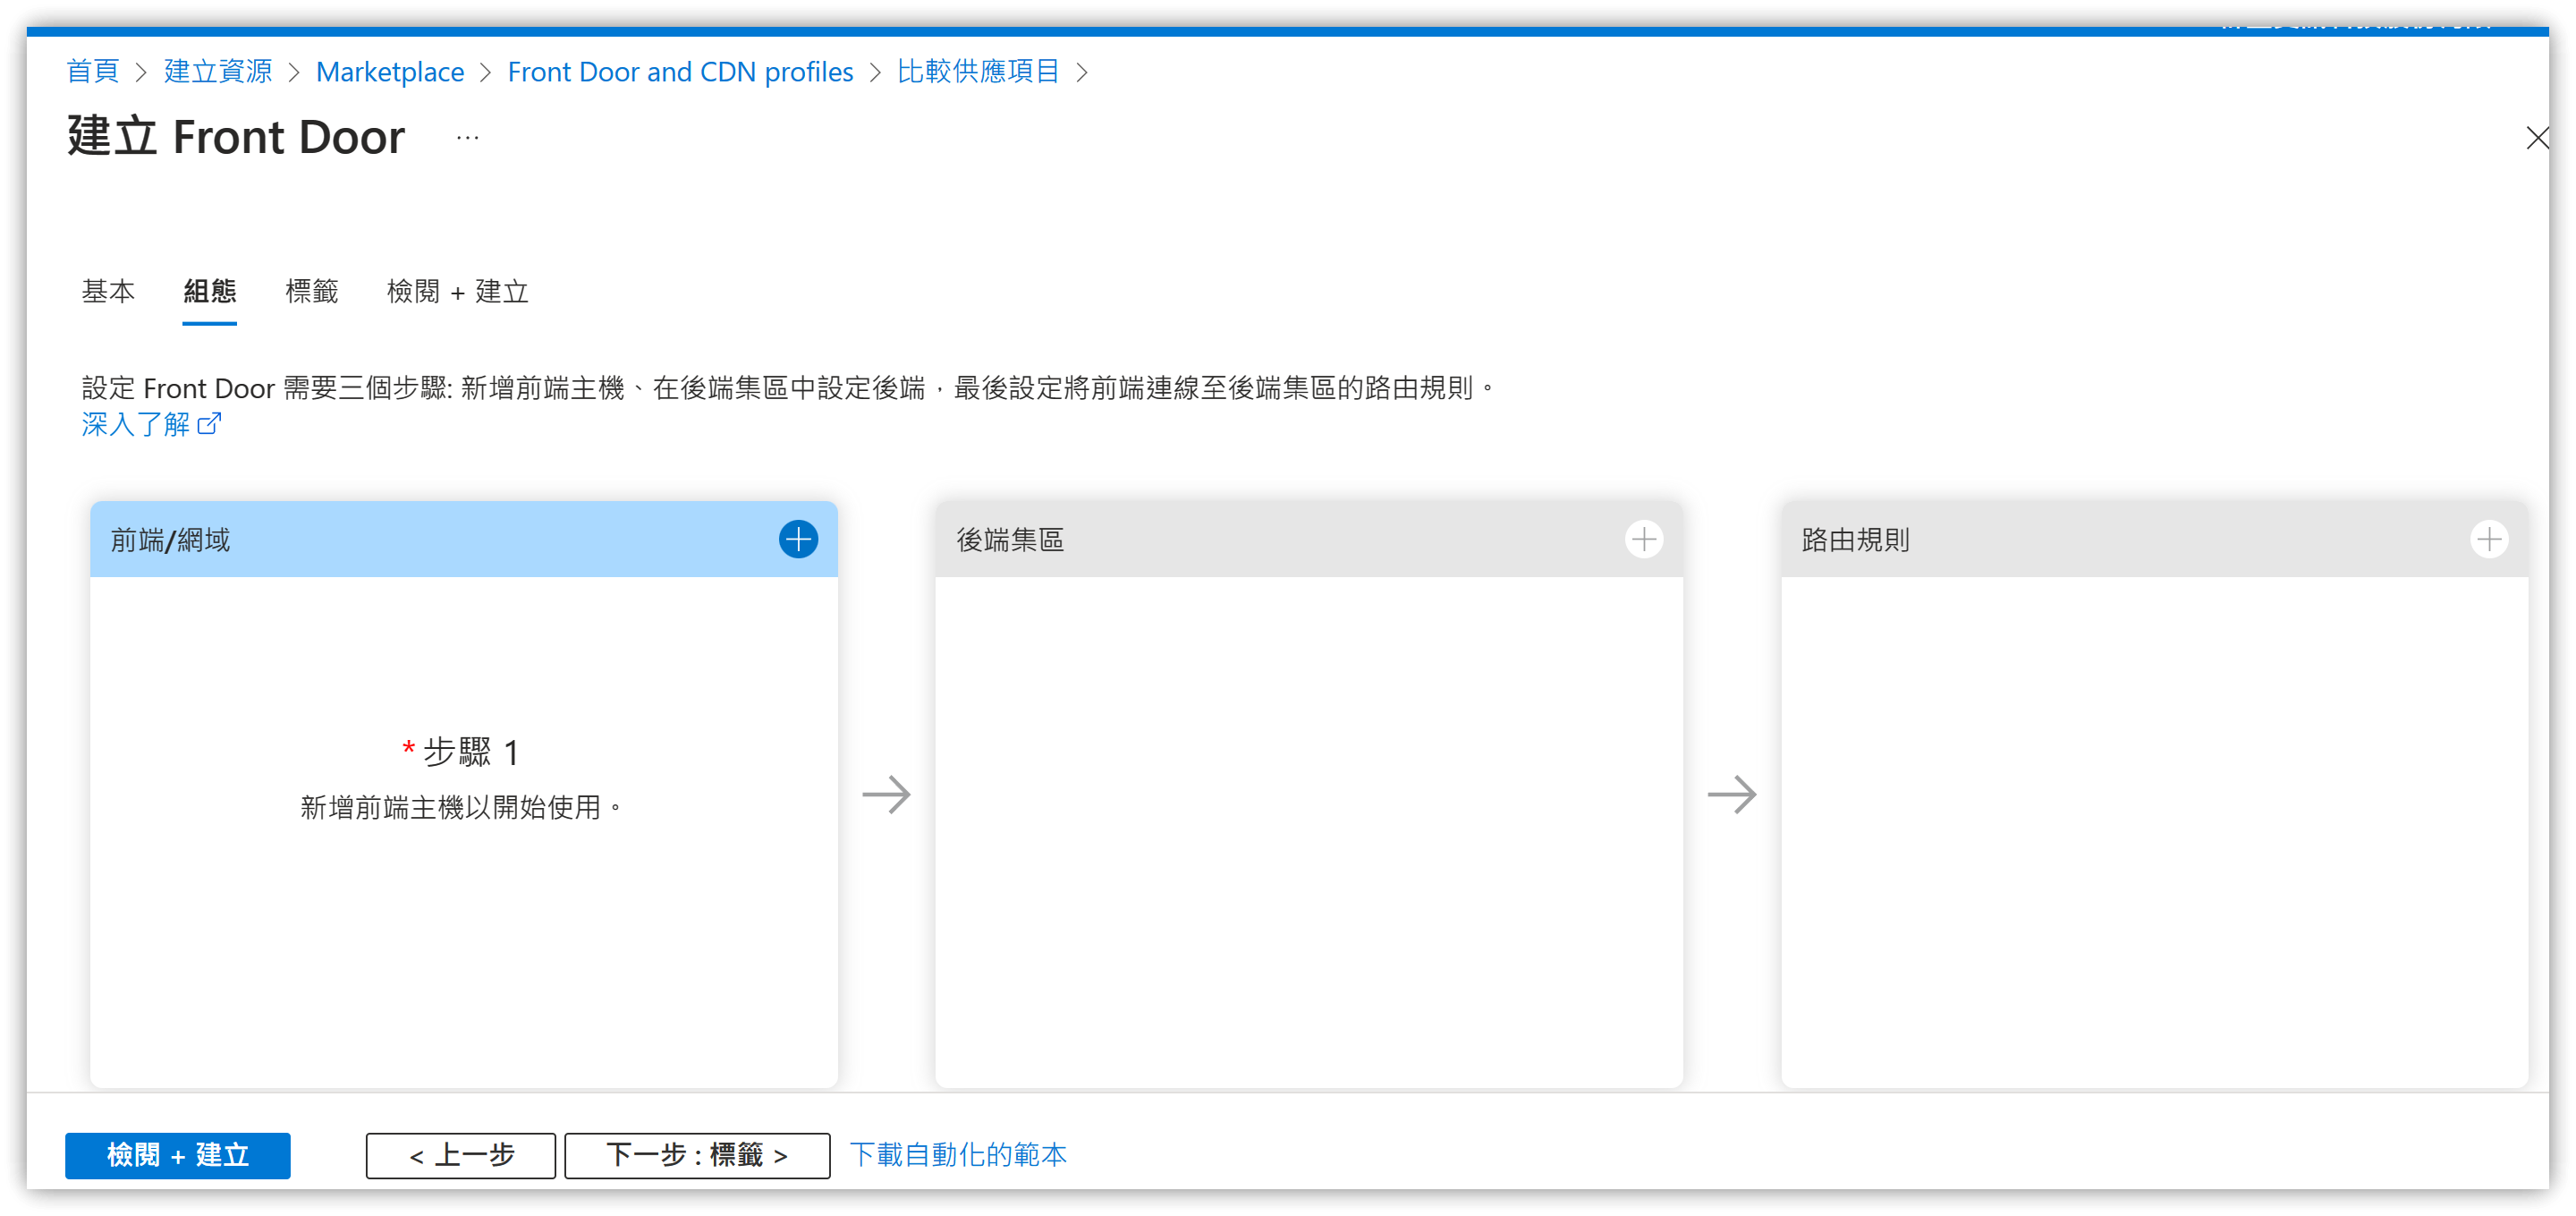 首頁 > 建立資源 > Marketplace > Front Door and CDN profiles > 比較供應項目 >
建立 Front Door ...
基本 組態 標籤 檢閱 + 建立
設定 Front Door 需要三個步驟: 新增前端主機、在後端集區中設定後端，最後設定將前端連線至後端集區的路由規則。
深入了解
前端/網域
後端集區
路由規則
* 步驟 1
新增前端主機以開始使用。
檢閱 + 建立
< 上一步
下一步 : 標籤 >
下載自動化的範本